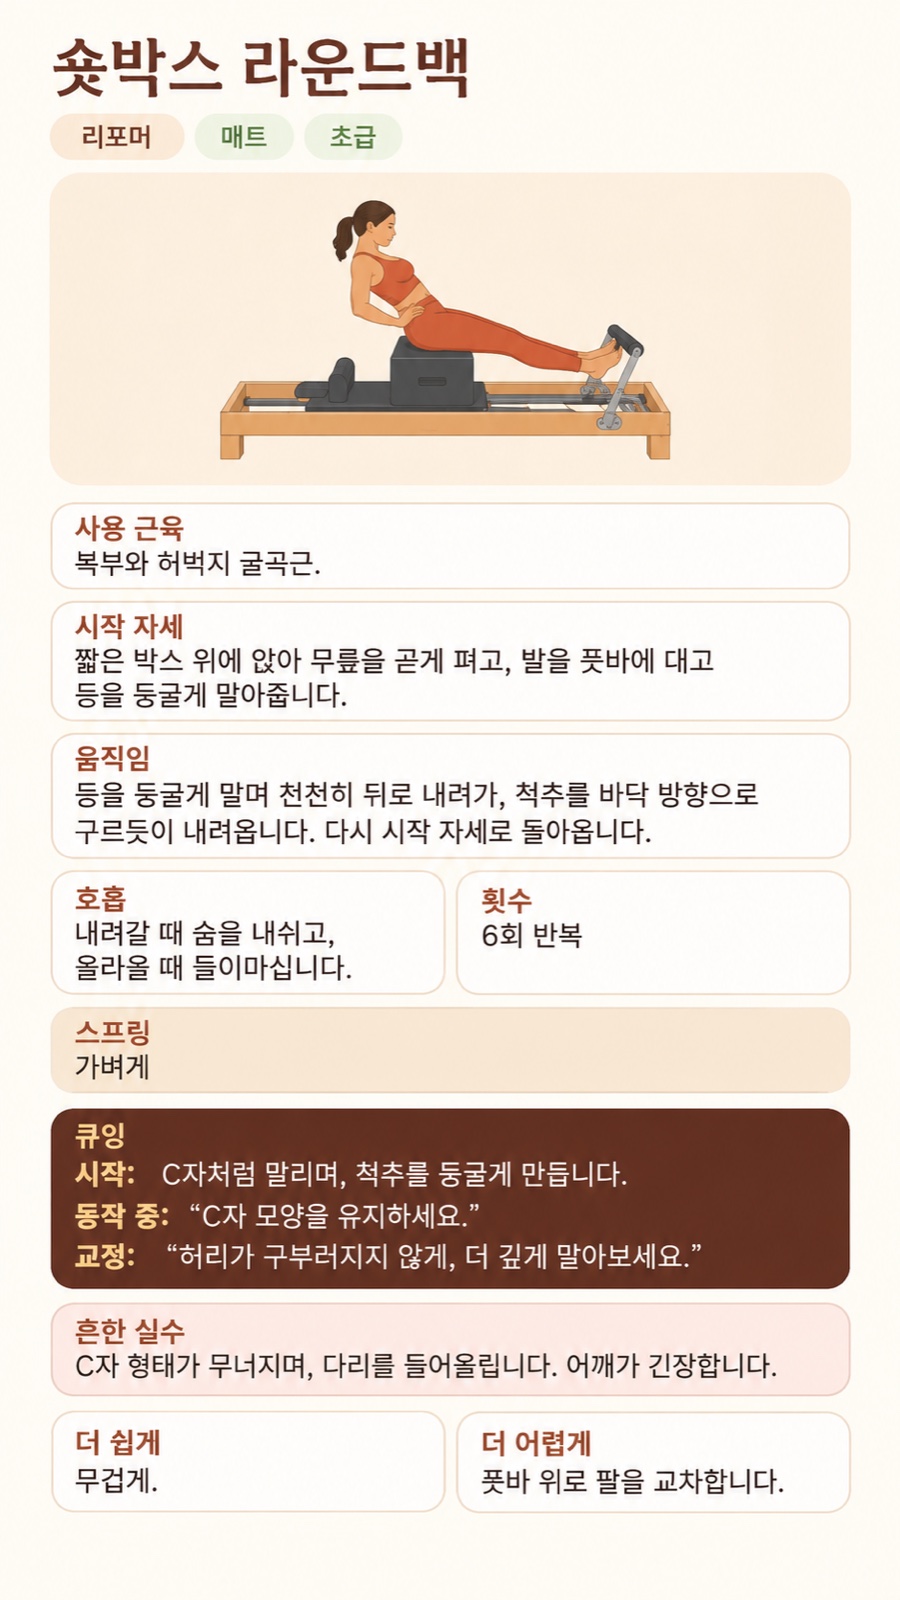 숏박스 라운드백
리포머
매트
초급
사용 근육
복부와 허벅지 굴곡근.
시작 자세
짧은 박스 위에 앉아 무릎을 곧게 펴고, 발을 풋바에 대고
등을 둥굴게 말아줍니다.
움직임
등을 둥굴게 말며 천천히 뒤로 내려가, 척추를 바닥 방향으로
구르듯이 내려옵니다. 다시 시작 자세로 돌아옵니다.
호흡
내려갈 때 숨을 내쉬고,
올라올 때 들이마십니다.
횟수
6회 반복
스프링
가벼게
큐잉
시작: C자처럼 말리며, 척추를 둥굴게 만듭니다.
동작 중: “C자 모양을 유지하세요.”
교정: “허리가 구부러지지 않게, 더 깊게 말아보세요.”
흔한 실수
C자 형태가 무너지며, 다리를 들어올립니다. 어깨가 긴장합니다.
더 쉽게
무겁게.
더 어렵게
풋바 위로 팔을 교차합니다.